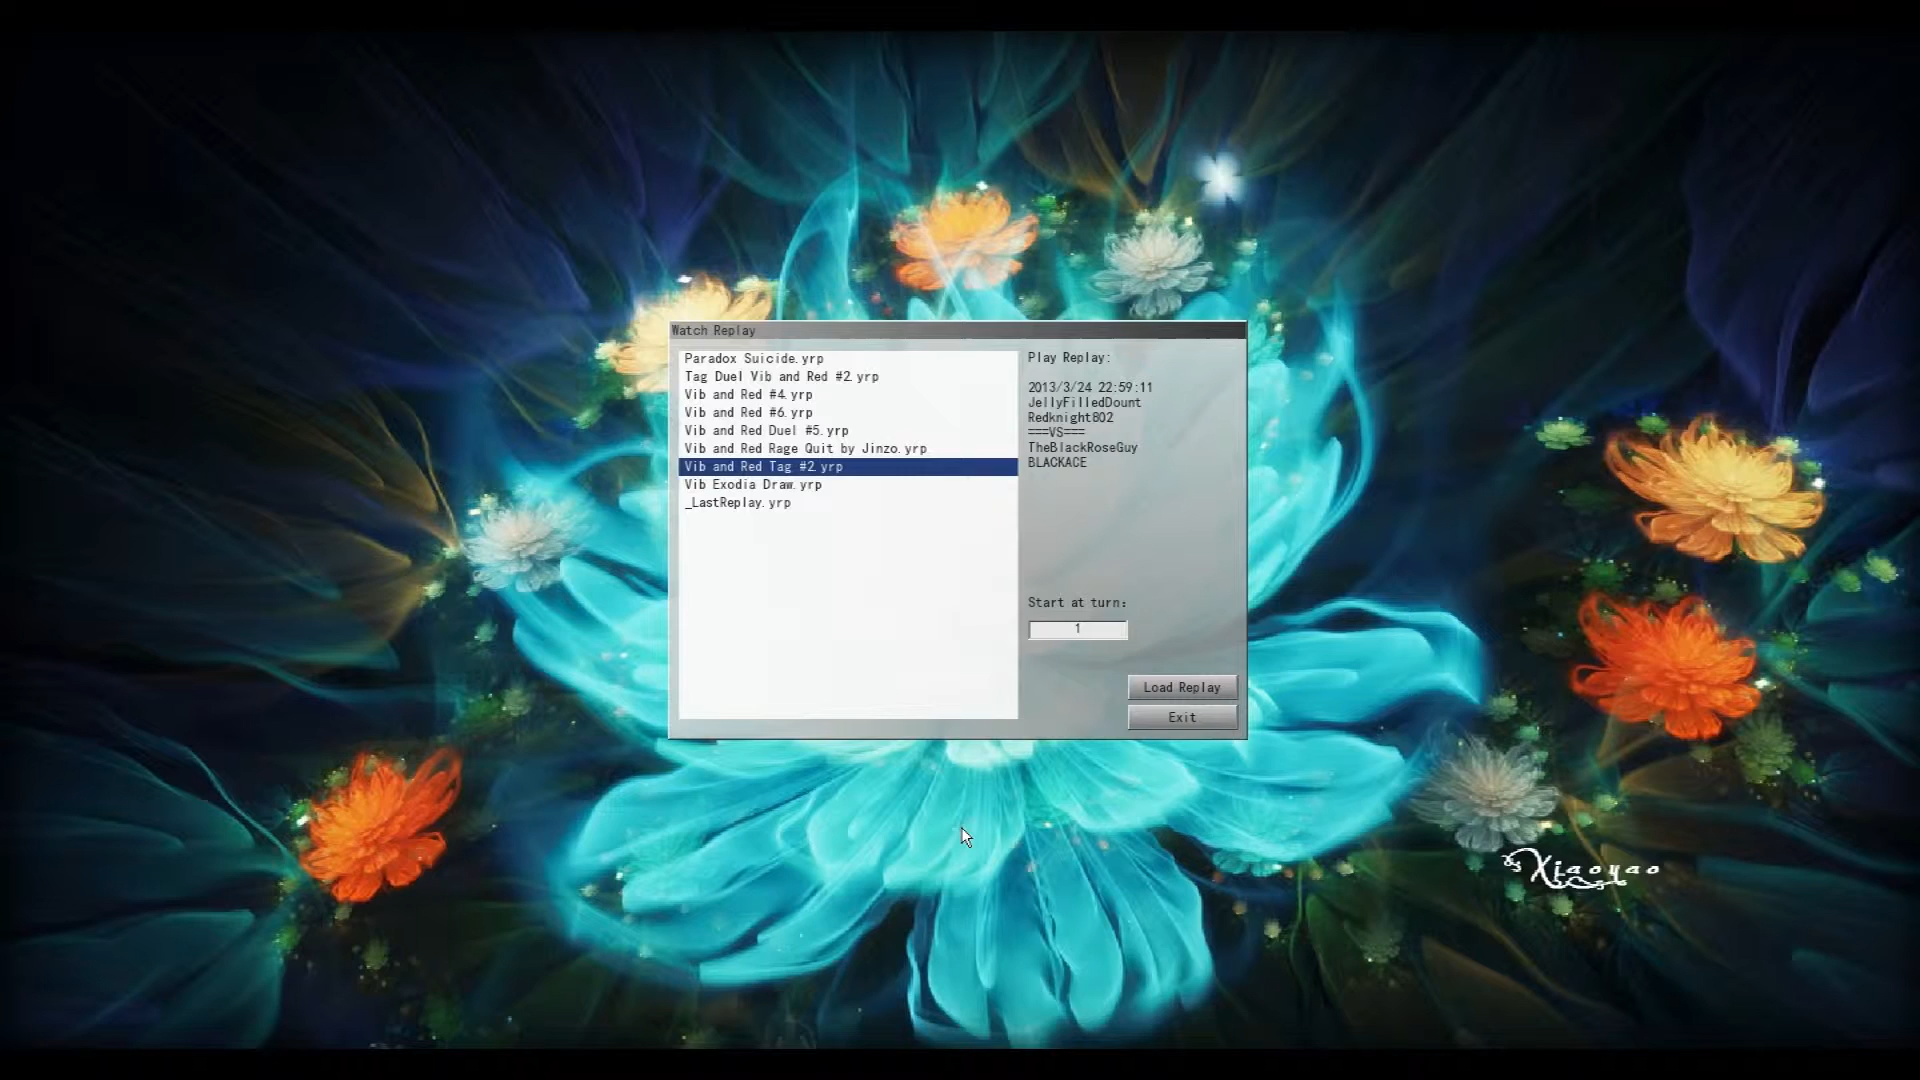 Watch Replay
Paradox Suicide.yrp
Tag Duel Vib and Red #2.yrp
Vib and Red #4.yrp
Vib and Red #6.yrp
Vib and Red Duel #5.yrp
Vib and Red Rage Quit by Jinzo.yrp
Vib and Red Tag #2.yrp
Vib Exodia Draw.yrp
_LastReplay.yrp
Play Replay:
2013/3/24 22:59:11
JellyFilledDount
Redknight802
===VS===
TheBlackRoseGuy
BLACKACE
Start at turn:
1
Load Replay
Exit
Xiaoyao